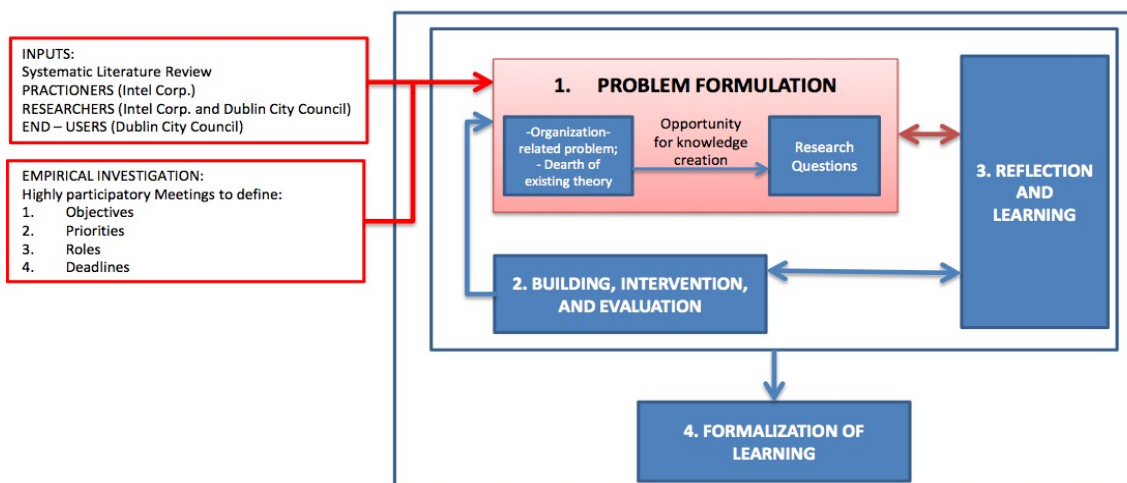 INPUTS:
Systematic Literature Review
PRACTIONERS (Intel Corp.)
RESEARCHERS (Intel Corp. and Dublin City Council)
END – USERS (Dublin City Council)
EMPIRICAL INVESTIGATION:
Highly participatory Meetings to define:
1. Objectives
2. Priorities
3. Roles
4. Deadlines
1. PROBLEM FORMULATION
-Organization-
related problem;
- Dearth of
existing theory
Opportunity
for knowledge
creation
Research
Questions
2. BUILDING, INTERVENTION,
AND EVALUATION
3. REFLECTION
AND
LEARNING
4. FORMALIZATION OF
LEARNING